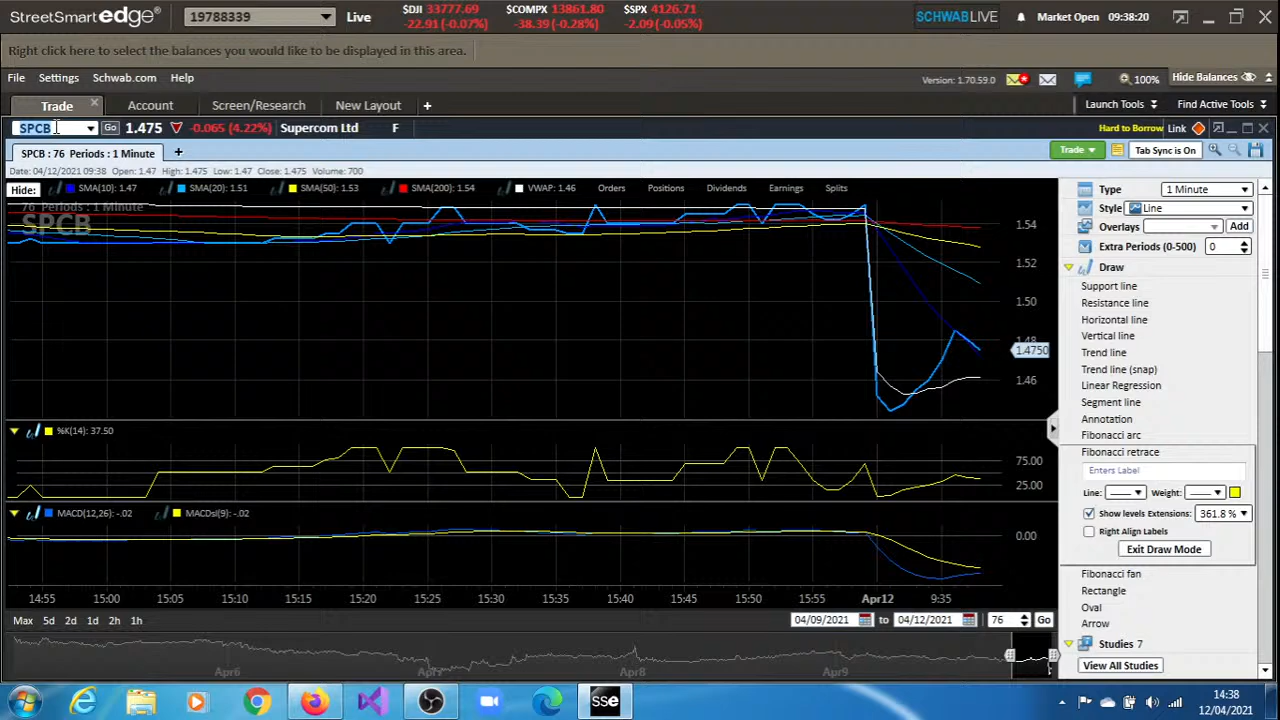 StreetSmart edge® 19788339 Live $DJI 33777.69 -22.91 (-0.07%) $COMPX 13861.80 -38.39 (-0.28%) $SPX 4126.71 -2.09 (-0.05%) SCHWABLIVE Market Open 09:38:20
Right click here to select the balances you would like to be displayed in this area.
File Settings Schwab.com Help Version: 1.70.59.0 100% Hide Balances
Trade Account Screen/Research New Layout + Launch Tools Find Active Tools
SPCB Go 1.475 -0.065 (4.22%) Supercom Ltd F Hard to Borrow Link
SPCB : 76 Periods : 1 Minute + Trade Tab Sync is On
Date: 04/12/2021 09:38 Open: 1.47 High: 1.475 Low: 1.47 Close: 1.475 Volume: 700
Hide: SMA(10): 1.47 SMA(20): 1.51 SMA(50): 1.53 SMA(200): 1.54 VWAP: 1.46 Orders Positions Dividends Earnings Splits
76 Periods : 1 Minute
SPCB
1.54
1.52
1.50
1.48
1.4750
1.46
%K(14): 37.50
75.00
25.00
MACD(12,26): -.02 MACDsl(9): -.02
0.00
14:55 15:00 15:05 15:10 15:15 15:20 15:25 15:30 15:35 15:40 15:45 15:50 15:55 Apr12 9:35
Max 5d 2d 1d 2h 1h 04/09/2021 to 04/12/2021 76 Go
Apr6 Apr7 Apr8 Apr9
Type 1 Minute
Style Line
Overlays Add
Extra Periods (0-500) 0
Draw
Support line
Resistance line
Horizontal line
Vertical line
Trend line
Trend line (snap)
Linear Regression
Segment line
Annotation
Fibonacci arc
Fibonacci retrace
Enters Label
Line: Weight:
Show levels Extensions: 361.8 %
Right Align Labels
Exit Draw Mode
Fibonacci fan
Rectangle
Oval
Arrow
Studies 7
View All Studies
sse
14:38
12/04/2021